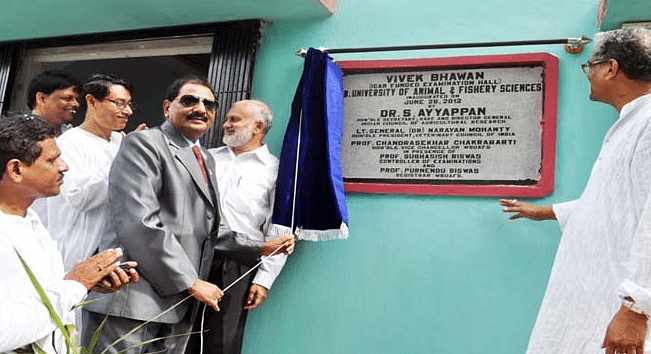 VIVEK BHAWAN
(ICAR FUNDED EXAMINATION HALL)
B. UNIVERSITY OF ANIMAL & FISHERY SCIENCES
INAUGURATED ON
JUNE 28, 2012
BY
DR. S. AYYAPPAN
HON'BLE SECRETARY, DARE AND DIRECTOR GENERAL
INDIAN COUNCIL OF AGRICULTURAL RESEARCH
LT. GENERAL (DR) NARAYAN MOHANTY
HON'BLE PRESIDENT, VETERINARY COUNCIL OF INDIA
PROF. CHANDRASEKHAR CHAKRABARTI
HON'BLE VICE CHANCELLOR WBUAFS
IN PRESENCE OF
PROF. SUBHASISH BISWAS
CONTROLLER OF EXAMINATIONS
AND
PROF. PURNENDU BISWAS
REGISTRAR WBUAFS.